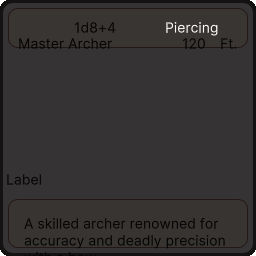 1d8+4 Piercing
Master Archer 120 Ft.
Label
A skilled archer renowned for
accuracy and deadly precision